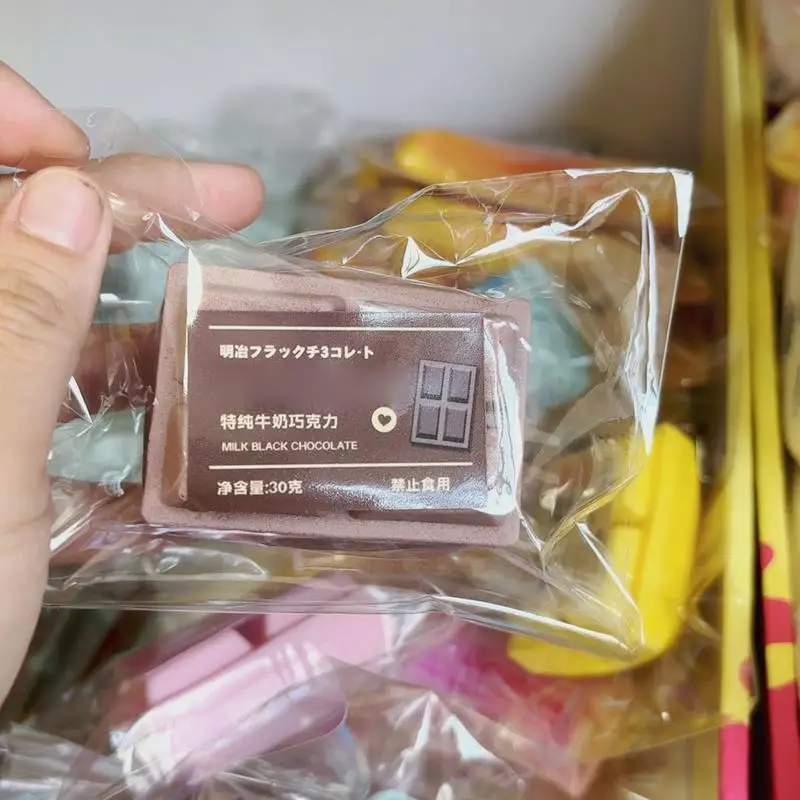 明治フラックチ3コレ·ト
特纯牛奶巧克力
MILK BLACK CHOCOLATE
净含量:30克
禁止食用